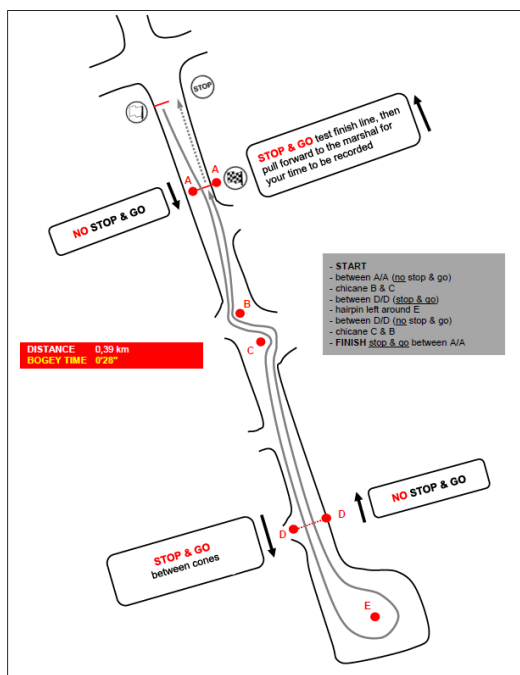 STOP
STOP & GO test finish line, then
pull forward to the marshal for
your time to be recorded
A
A
NO STOP & GO
- START
- between A/A (no stop & go)
- chicane B & C
- between D/D (stop & go)
- hairpin left around E
- between D/D (no stop & go)
- chicane C & B
- FINISH stop & go between A/A
B
C
DISTANCE 0,39 km
BOGEY TIME 0'28"
NO STOP & GO
D
D
STOP & GO
between cones
E